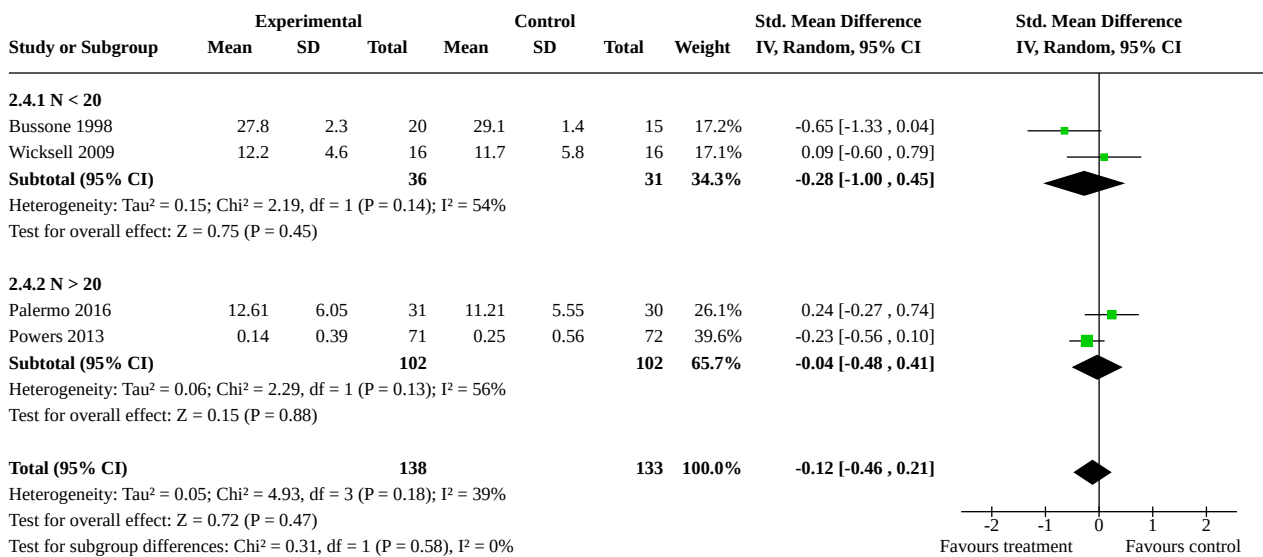 Experimental Control Std. Mean Difference Std. Mean Difference
Study or Subgroup Mean SD Total Mean SD Total Weight IV, Random, 95% CI IV, Random, 95% CI
2.4.1 N < 20
Bussone 1998 27.8 2.3 20 29.1 1.4 15 17.2% -0.65 [-1.33 , 0.04]
Wicksell 2009 12.2 4.6 16 11.7 5.8 16 17.1% 0.09 [-0.60 , 0.79]
Subtotal (95% CI) 36 31 34.3% -0.28 [-1.00 , 0.45]
Heterogeneity: Tau² = 0.15; Chi² = 2.19, df = 1 (P = 0.14); I² = 54%
Test for overall effect: Z = 0.75 (P = 0.45)
2.4.2 N > 20
Palermo 2016 12.61 6.05 31 11.21 5.55 30 26.1% 0.24 [-0.27 , 0.74]
Powers 2013 0.14 0.39 71 0.25 0.56 72 39.6% -0.23 [-0.56 , 0.10]
Subtotal (95% CI) 102 102 65.7% -0.04 [-0.48 , 0.41]
Heterogeneity: Tau² = 0.06; Chi² = 2.29, df = 1 (P = 0.13); I² = 56%
Test for overall effect: Z = 0.15 (P = 0.88)
Total (95% CI) 138 133 100.0% -0.12 [-0.46 , 0.21]
Heterogeneity: Tau² = 0.05; Chi² = 4.93, df = 3 (P = 0.18); I² = 39%
Test for overall effect: Z = 0.72 (P = 0.47)
-2 -1 0 1 2
Test for subgroup differences: Chi² = 0.31, df = 1 (P = 0.58), I² = 0%
Favours treatment Favours control